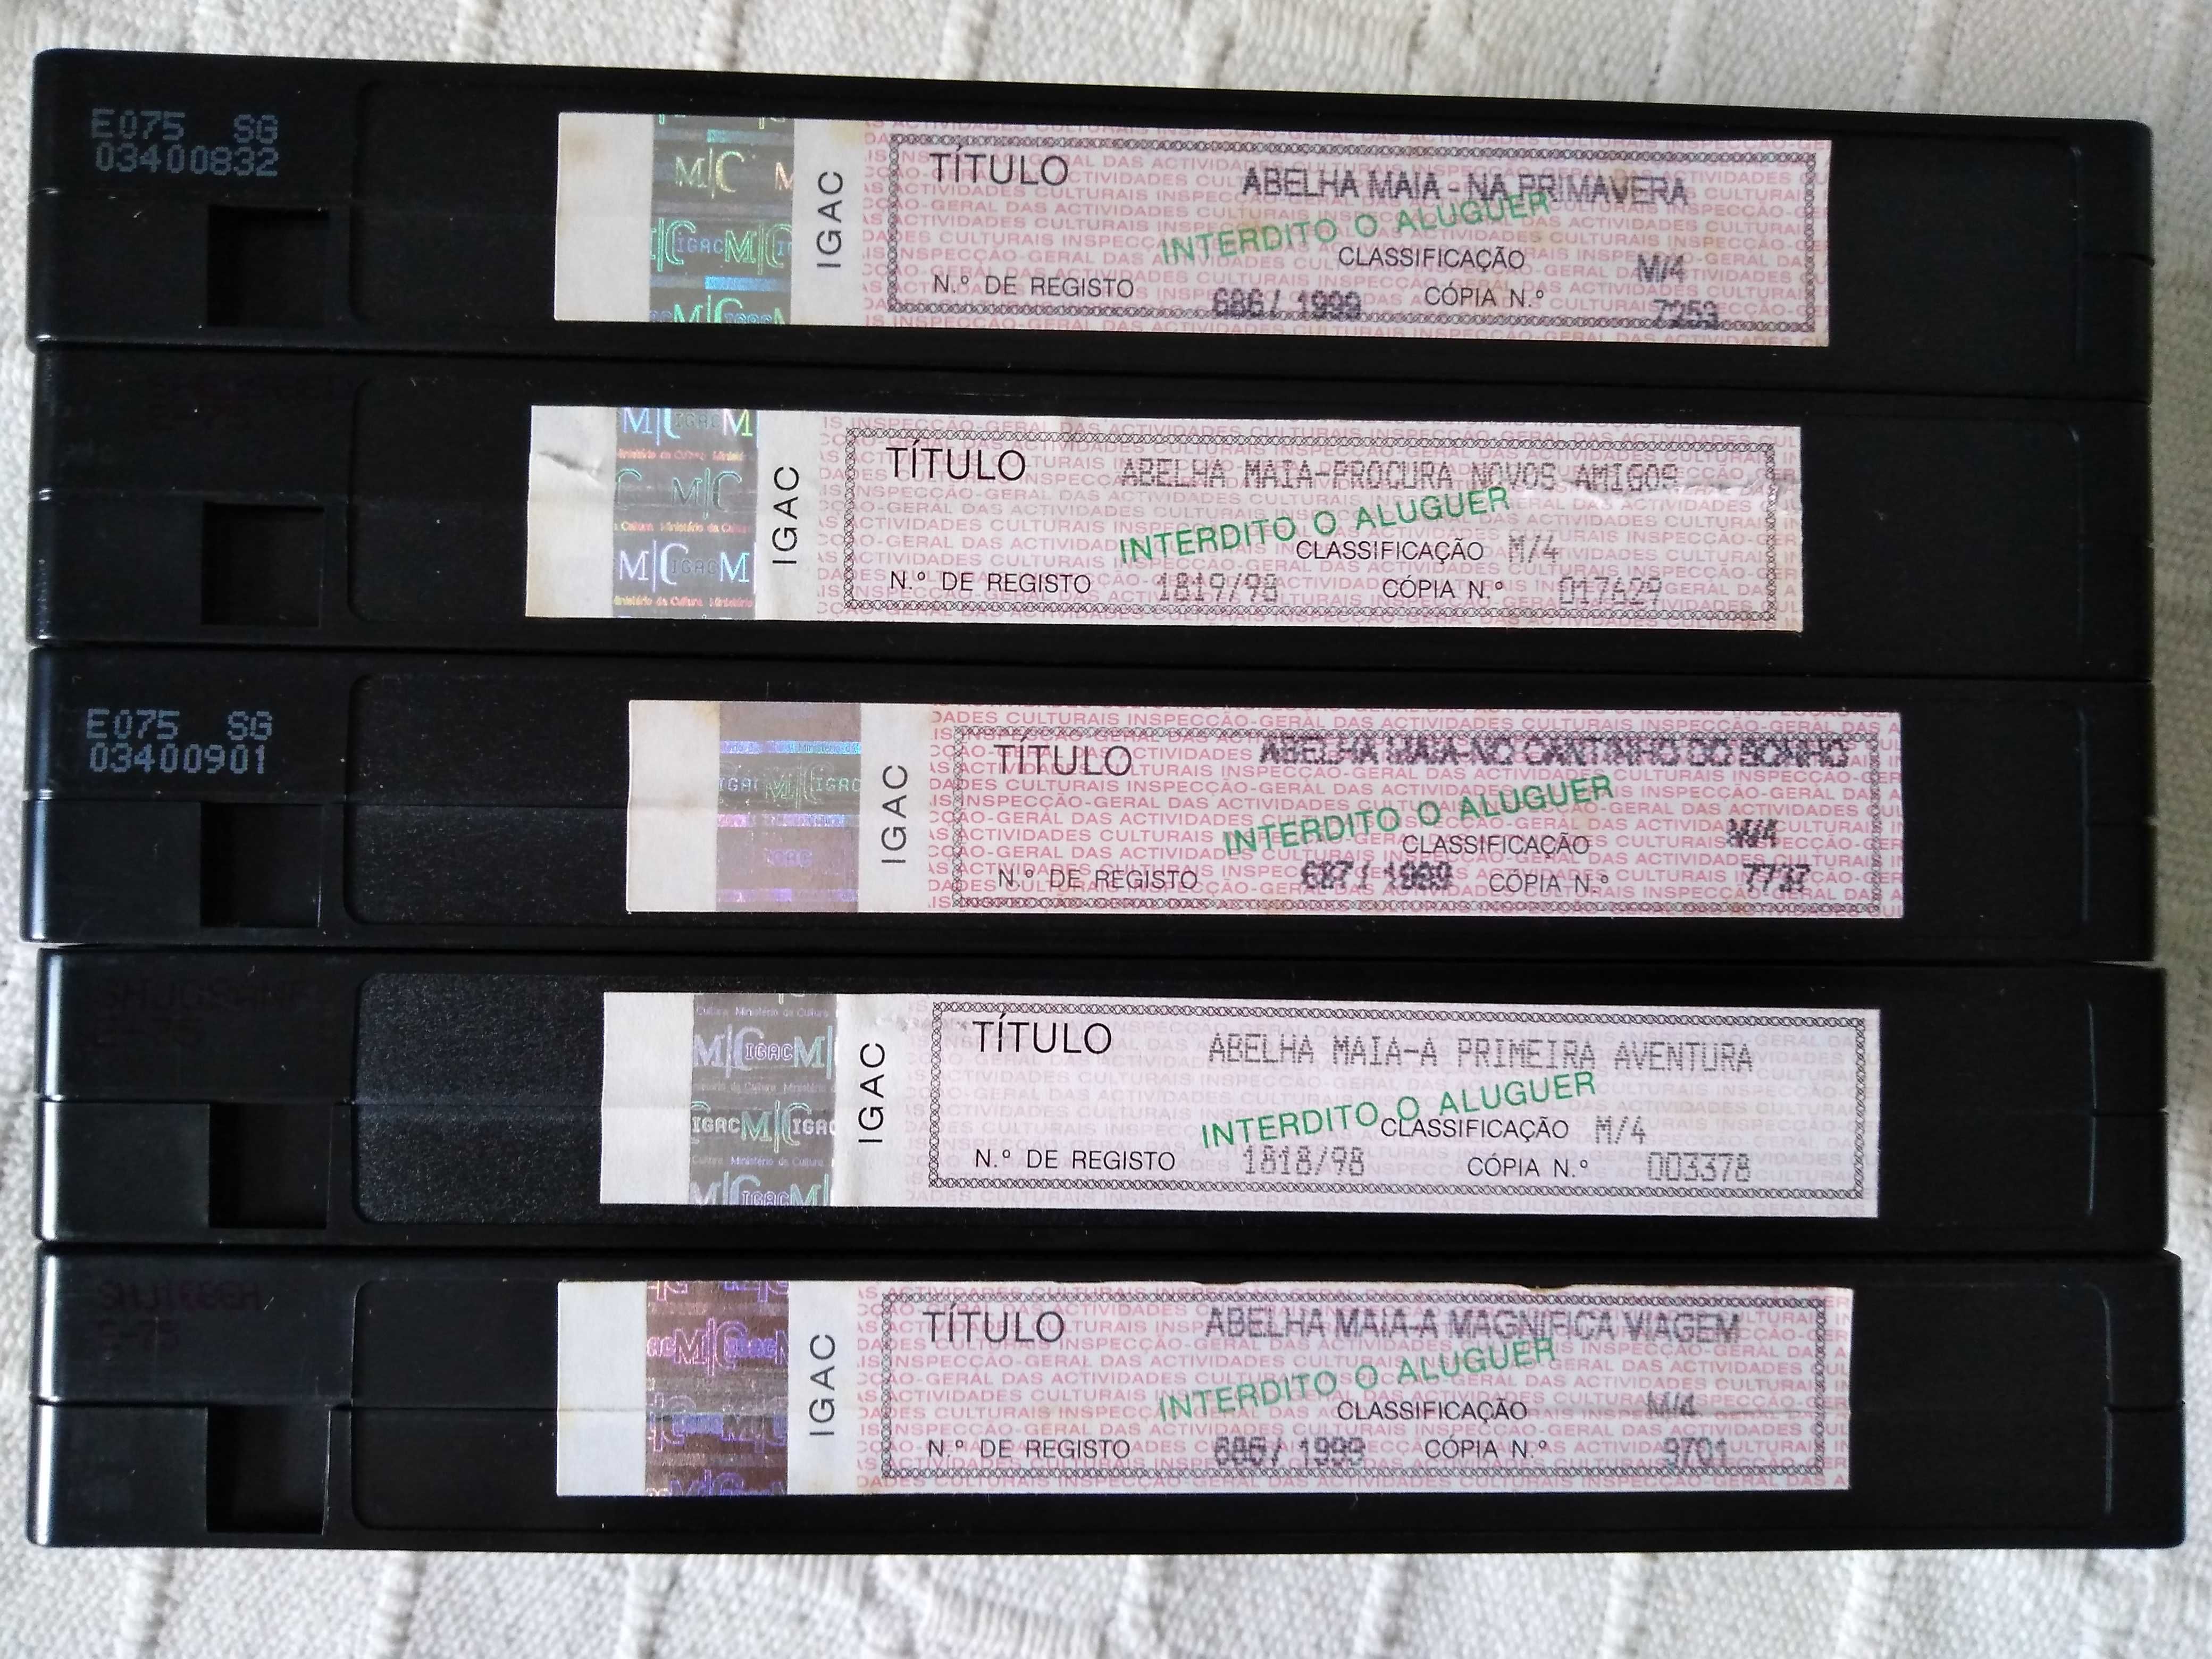 E075 SG
03400832
IGAC
TÍTULO ABELHA MAIA - NA PRIMAVERA
INTERDITO O ALUGUER
CLASSIFICAÇÃO M/4
N.º DE REGISTO 686/ 1999 CÓPIA N.º 7253
IGAC
TÍTULO ABELHA MAIA-PROCURA NOVOS AMIGOS
INTERDITO O ALUGUER
CLASSIFICAÇÃO M/4
N.º DE REGISTO 1819/98 CÓPIA N.º 017629
E075 SG
03400901
IGAC
TÍTULO ABELHA MAIA-NO CANTINHO DO SONHO
INTERDITO O ALUGUER
CLASSIFICAÇÃO M/4
N.º DE REGISTO 687/ 1999 CÓPIA N.º 7737
IGAC
TÍTULO ABELHA MAIA-A PRIMEIRA AVENTURA
INTERDITO O ALUGUER
CLASSIFICAÇÃO M/4
N.º DE REGISTO 1818/98 CÓPIA N.º 003378
E-75
IGAC
TÍTULO ABELHA MAIA-A MAGNIFICA VIAGEM
INTERDITO O ALUGUER
CLASSIFICAÇÃO M/4
N.º DE REGISTO CÓPIA N.º 9701